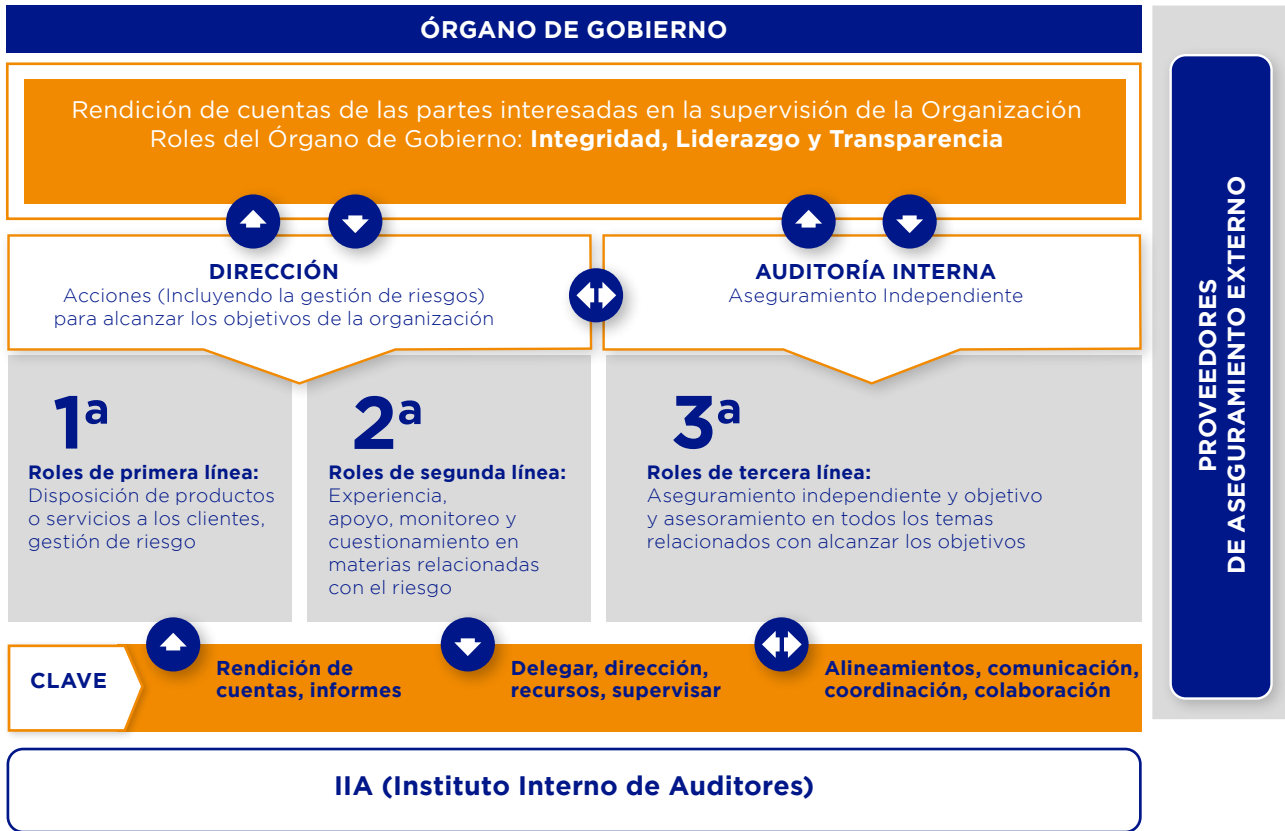 ÓRGANO DE GOBIERNO
Rendición de cuentas de las partes interesadas en la supervisión de la Organización
Roles del Órgano de Gobierno: Integridad, Liderazgo y Transparencia
DIRECCIÓN
Acciones (Incluyendo la gestión de riesgos)
para alcanzar los objetivos de la organización
AUDITORÍA INTERNA
Aseguramiento Independiente
1ª
Roles de primera línea:
Disposición de productos
o servicios a los clientes,
gestión de riesgo
2ª
Roles de segunda línea:
Experiencia,
apoyo, monitoreo y
cuestionamiento en
materias relacionadas
con el riesgo
3ª
Roles de tercera línea:
Aseguramiento independiente y objetivo
y asesoramiento en todos los temas
relacionados con alcanzar los objetivos
CLAVE
Rendición de
cuentas, informes
Delegar, dirección,
recursos, supervisar
Alineamientos, comunicación,
coordinación, colaboración
IIA (Instituto Interno de Auditores)
PROVEEDORES
DE ASEGURAMIENTO EXTERNO